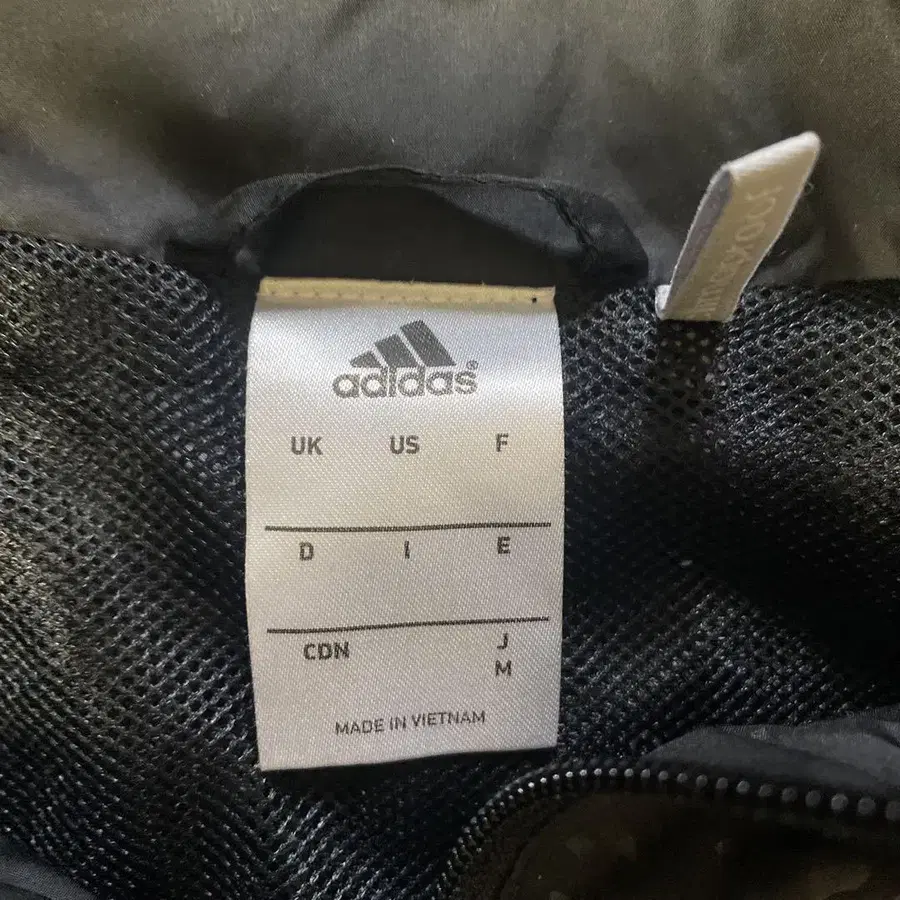 adidas®
UK US F
D I E
CDN J
M
MADE IN VIETNAM